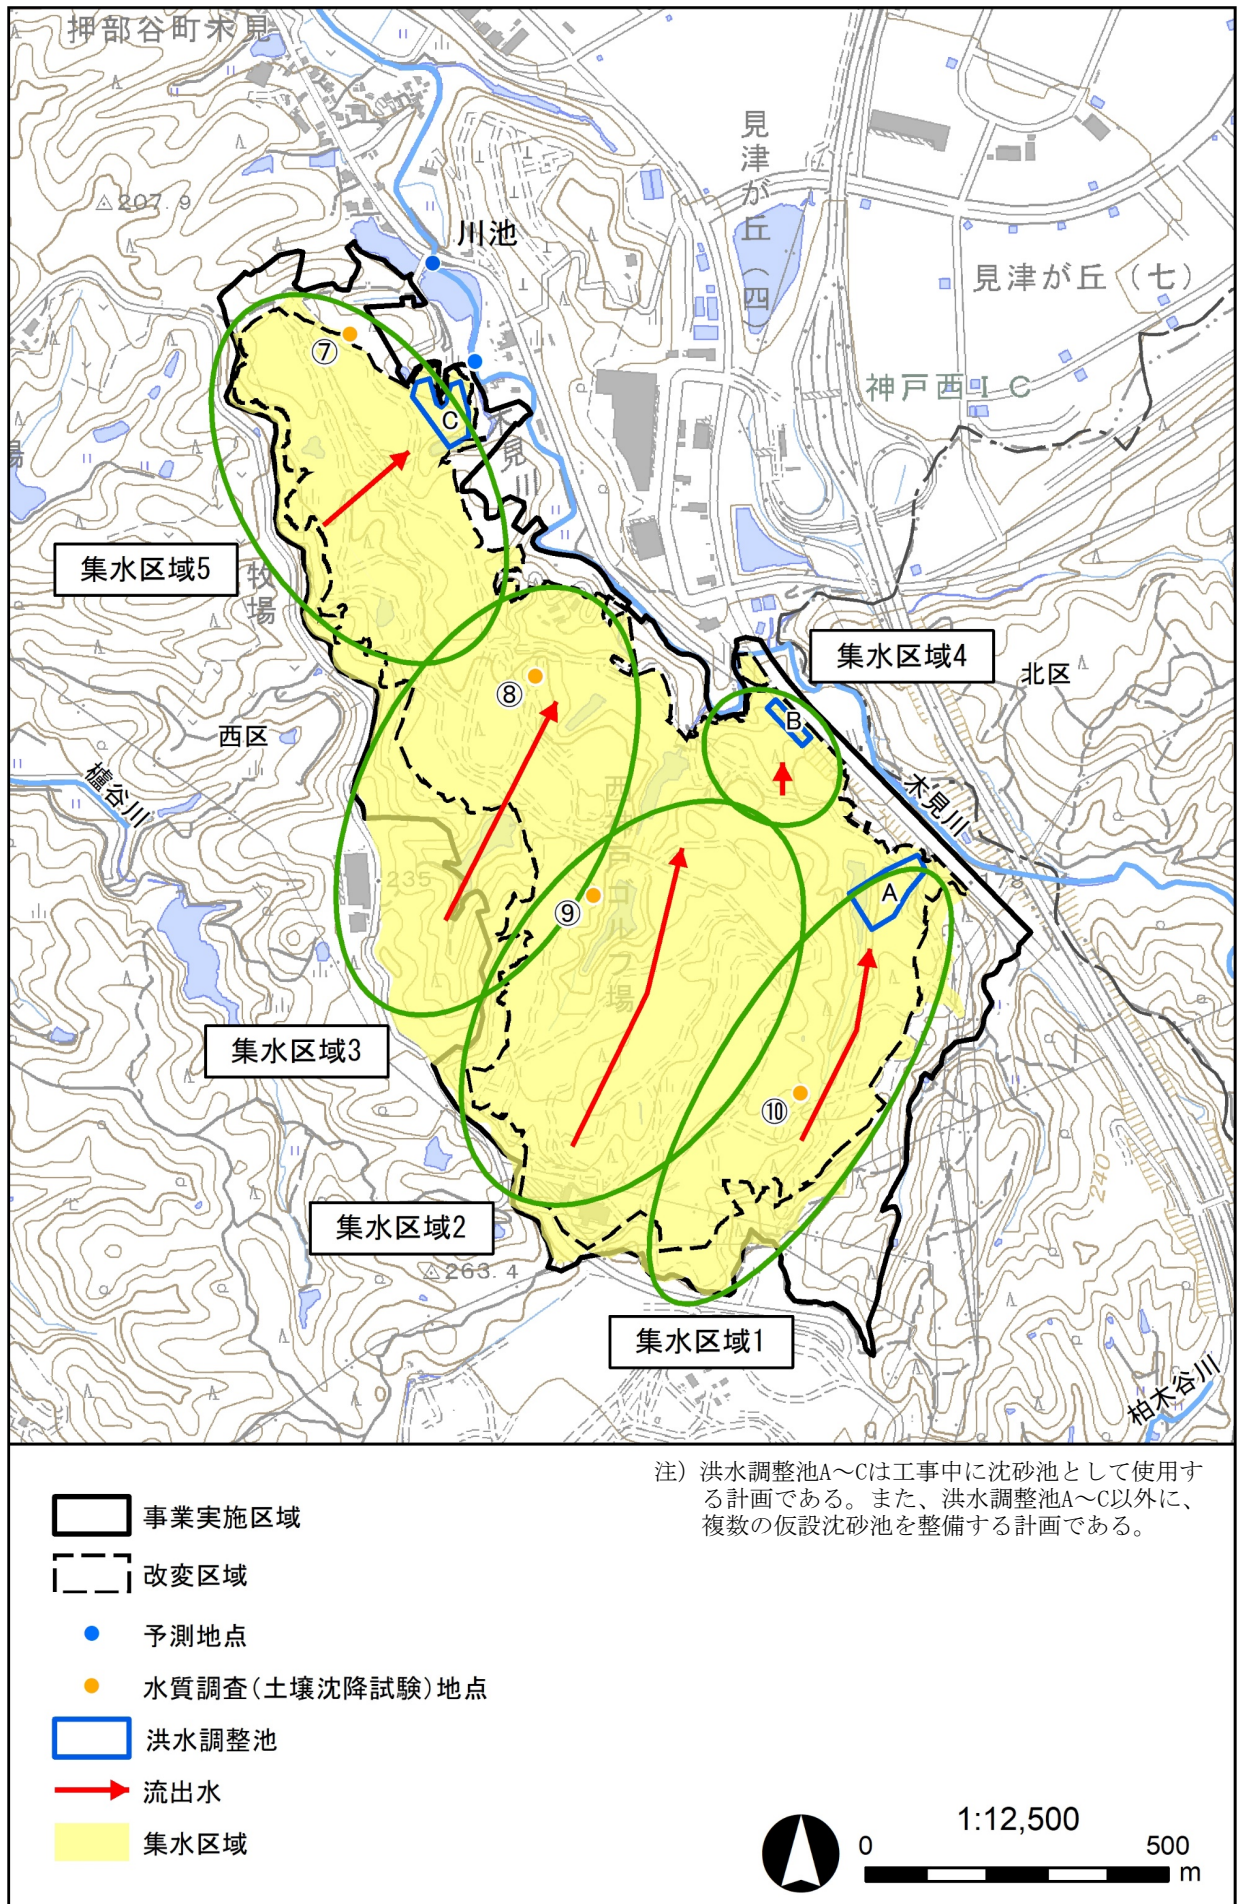 押部谷町木見
見津が丘（四）
207.9
川池
見津が丘（七）
⑦
神戸西ＩＣ
C
木見川
場
集水区域5
牧場
集水区域4
⑧
北区
B
西区
櫨谷川
木見川
西神戸ゴルフ場
235
178
A
⑨
集水区域3
⑩
240
集水区域2
263.4
集水区域1
柏木谷川
注）洪水調整池A～Cは工事中に沈砂池として使用す
る計画である。また、洪水調整池A～C以外に、
複数の仮設沈砂池を整備する計画である。
事業実施区域
改変区域
予測地点
水質調査(土壌沈降試験)地点
洪水調整池
流出水
集水区域
1:12,500
0 500
m